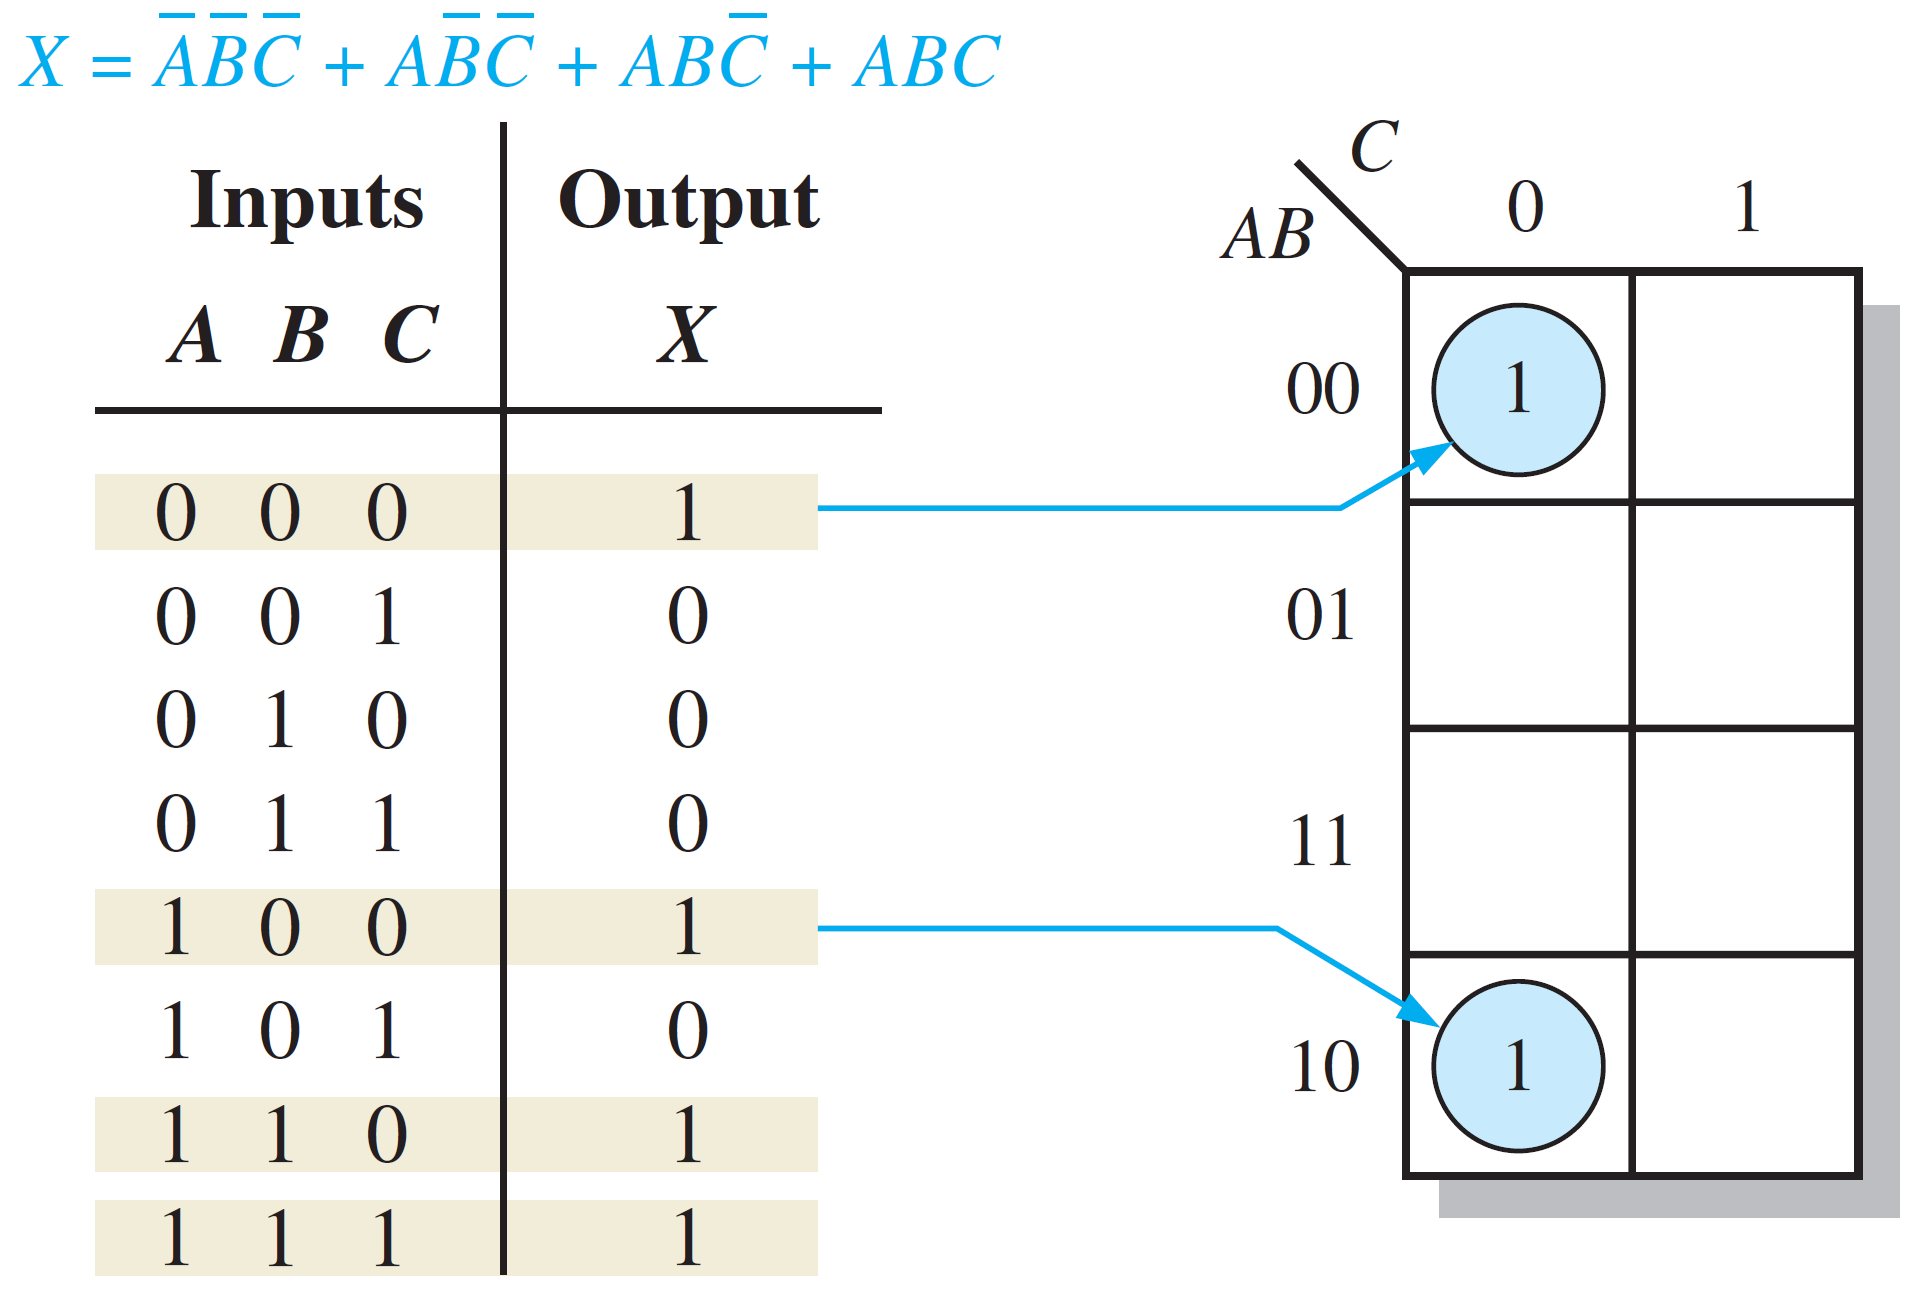 X = A̅B̅C̅ + AB̅C̅ + ABC̅ + ABC
Inputs Output
A B C X
0 0 0 1
0 0 1 0
0 1 0 0
0 1 1 0
1 0 0 1
1 0 1 0
1 1 0 1
1 1 1 1
C
AB
0 1
00 1
01
11
10 1